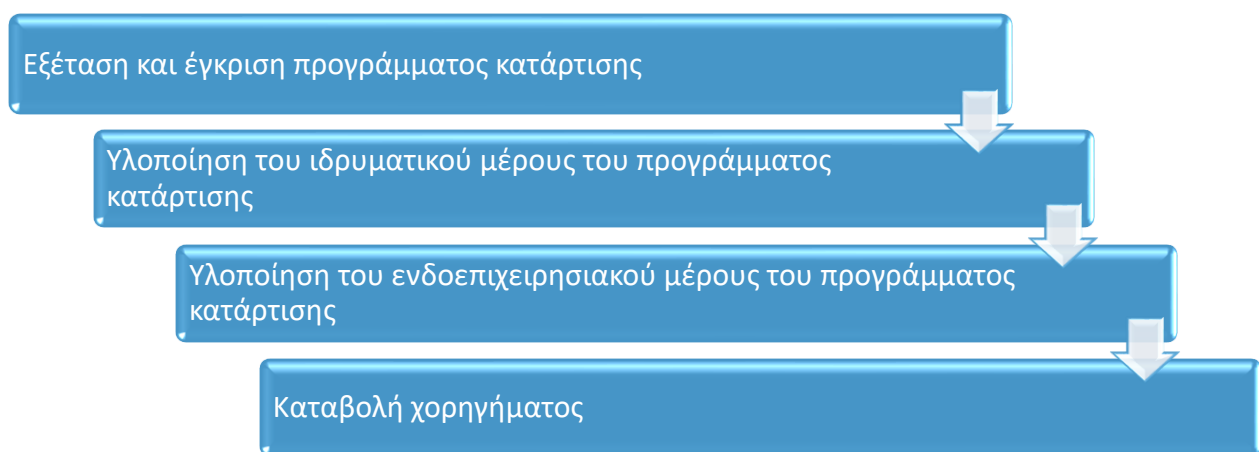 Εξέταση και έγκριση προγράμματος κατάρτισης
Υλοποίηση του ιδρυματικού μέρους του προγράμματος
κατάρτισης
Υλοποίηση του ενδοεπιχειρησιακού μέρους του προγράμματος
κατάρτισης
Καταβολή χορηγήματος